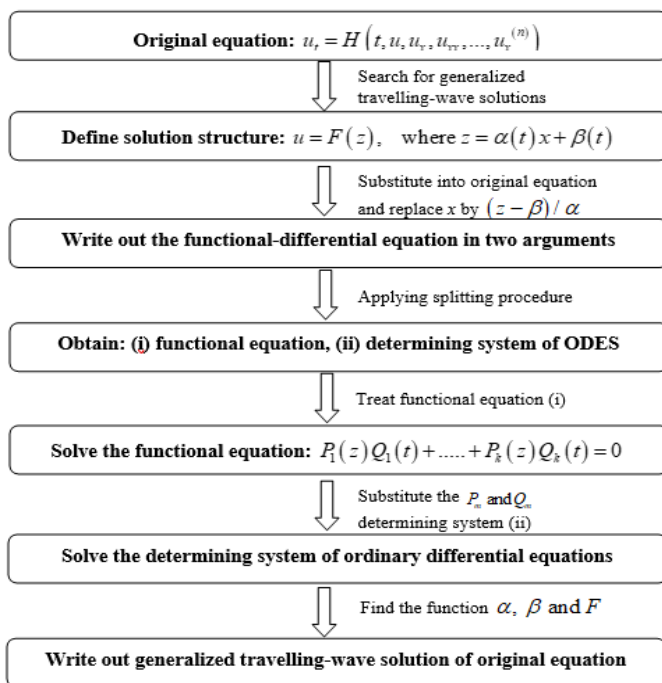 Original equation: u_t = H(t, u, u_x, u_xx, ..., u_x^(n))
Search for generalized
travelling-wave solutions
Define solution structure: u = F(z), where z = α(t)x + β(t)
Substitute into original equation
and replace x by (z − β) / α
Write out the functional-differential equation in two arguments
Applying splitting procedure
Obtain: (i) functional equation, (ii) determining system of ODES
Treat functional equation (i)
Solve the functional equation: P_1(z)Q_1(t) + ..... + P_k(z)Q_k(t) = 0
Substitute the P_m and Q_m
determining system (ii)
Solve the determining system of ordinary differential equations
Find the function α, β and F
Write out generalized travelling-wave solution of original equation